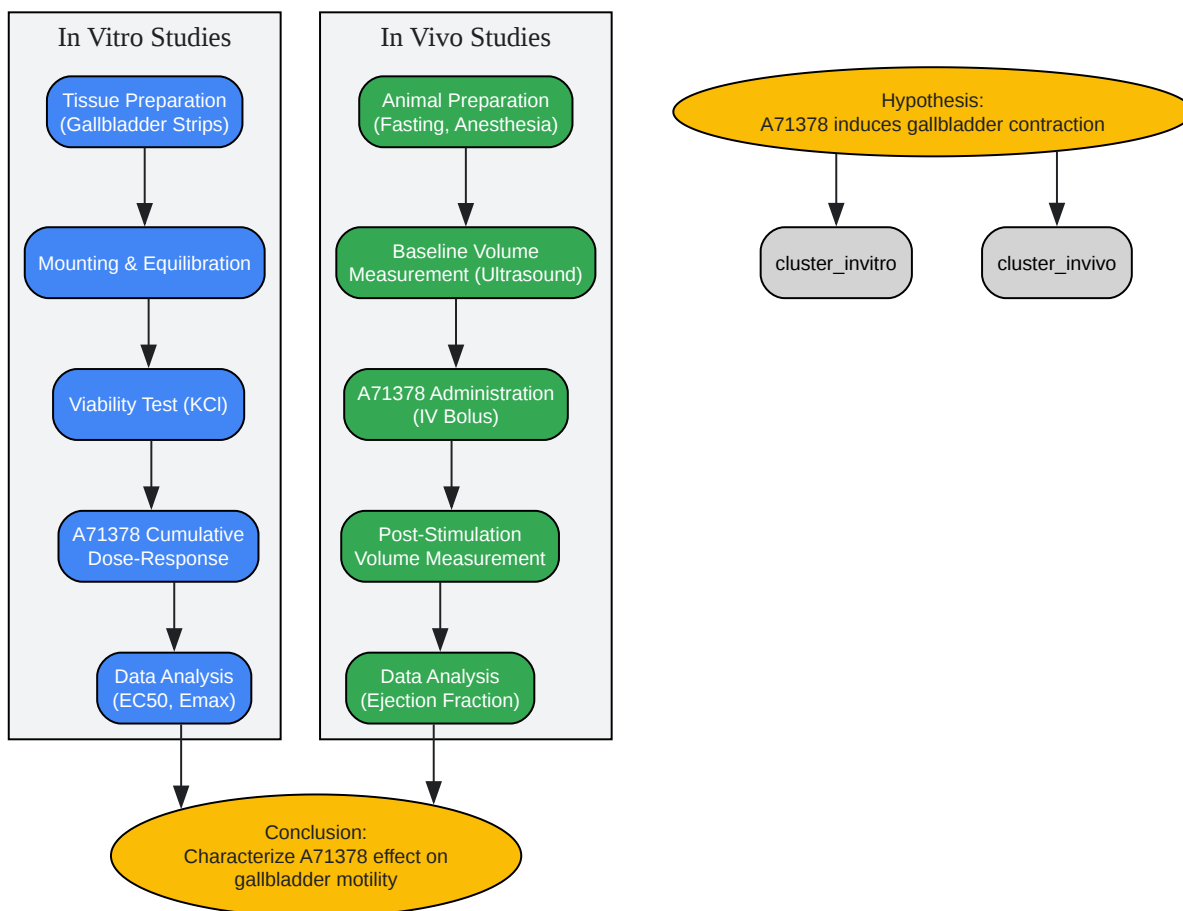 In Vitro Studies
Tissue Preparation
(Gallbladder Strips)
Mounting & Equilibration
Viability Test (KCl)
A71378 Cumulative
Dose-Response
Data Analysis
(EC50, Emax)
In Vivo Studies
Animal Preparation
(Fasting, Anesthesia)
Baseline Volume
Measurement (Ultrasound)
A71378 Administration
(IV Bolus)
Post-Stimulation
Volume Measurement
Data Analysis
(Ejection Fraction)
Hypothesis:
A71378 induces gallbladder contraction
cluster_invitro
cluster_invivo
Conclusion:
Characterize A71378 effect on
gallbladder motility